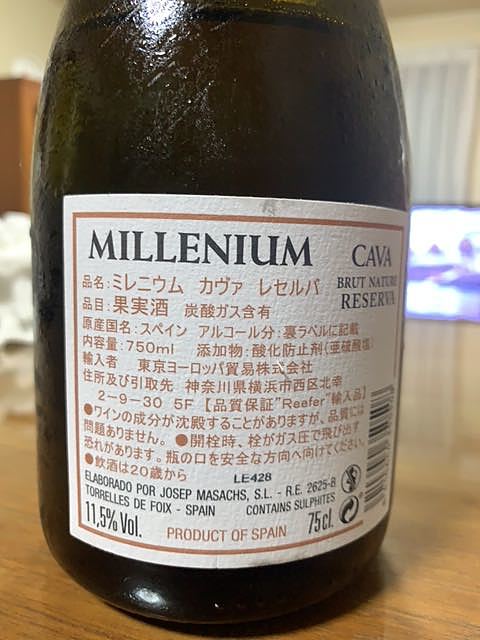 MILLENIUM
CAVA
BRUT NATURE
RESERVA
品名:ミレニウム カヴァ レセルバ
品目:果実酒 炭酸ガス含有
原産国名:スペイン アルコール分:裏ラベルに記載
内容量:750ml 添加物:酸化防止剤(亜硫酸塩)
輸入者 東京ヨーロッパ貿易株式会社
住所及び引取先 神奈川県横浜市西区北幸
2-9-30 5F【品質保証"Reefer"輸入品】
●ワインの成分が沈殿することがありますが、品質には
問題ありません。●開栓時、栓がガス圧で飛び出す
恐れがあります。瓶の口を安全な方向へ向けてください。
●飲酒は20歳から
LE428
ELABORADO POR JOSEP MASACHS, S.L. - R.E. 2625-B
TORRELLES DE FOIX - SPAIN CONTAINS SULPHITES
11,5% Vol. PRODUCT OF SPAIN 75cl.